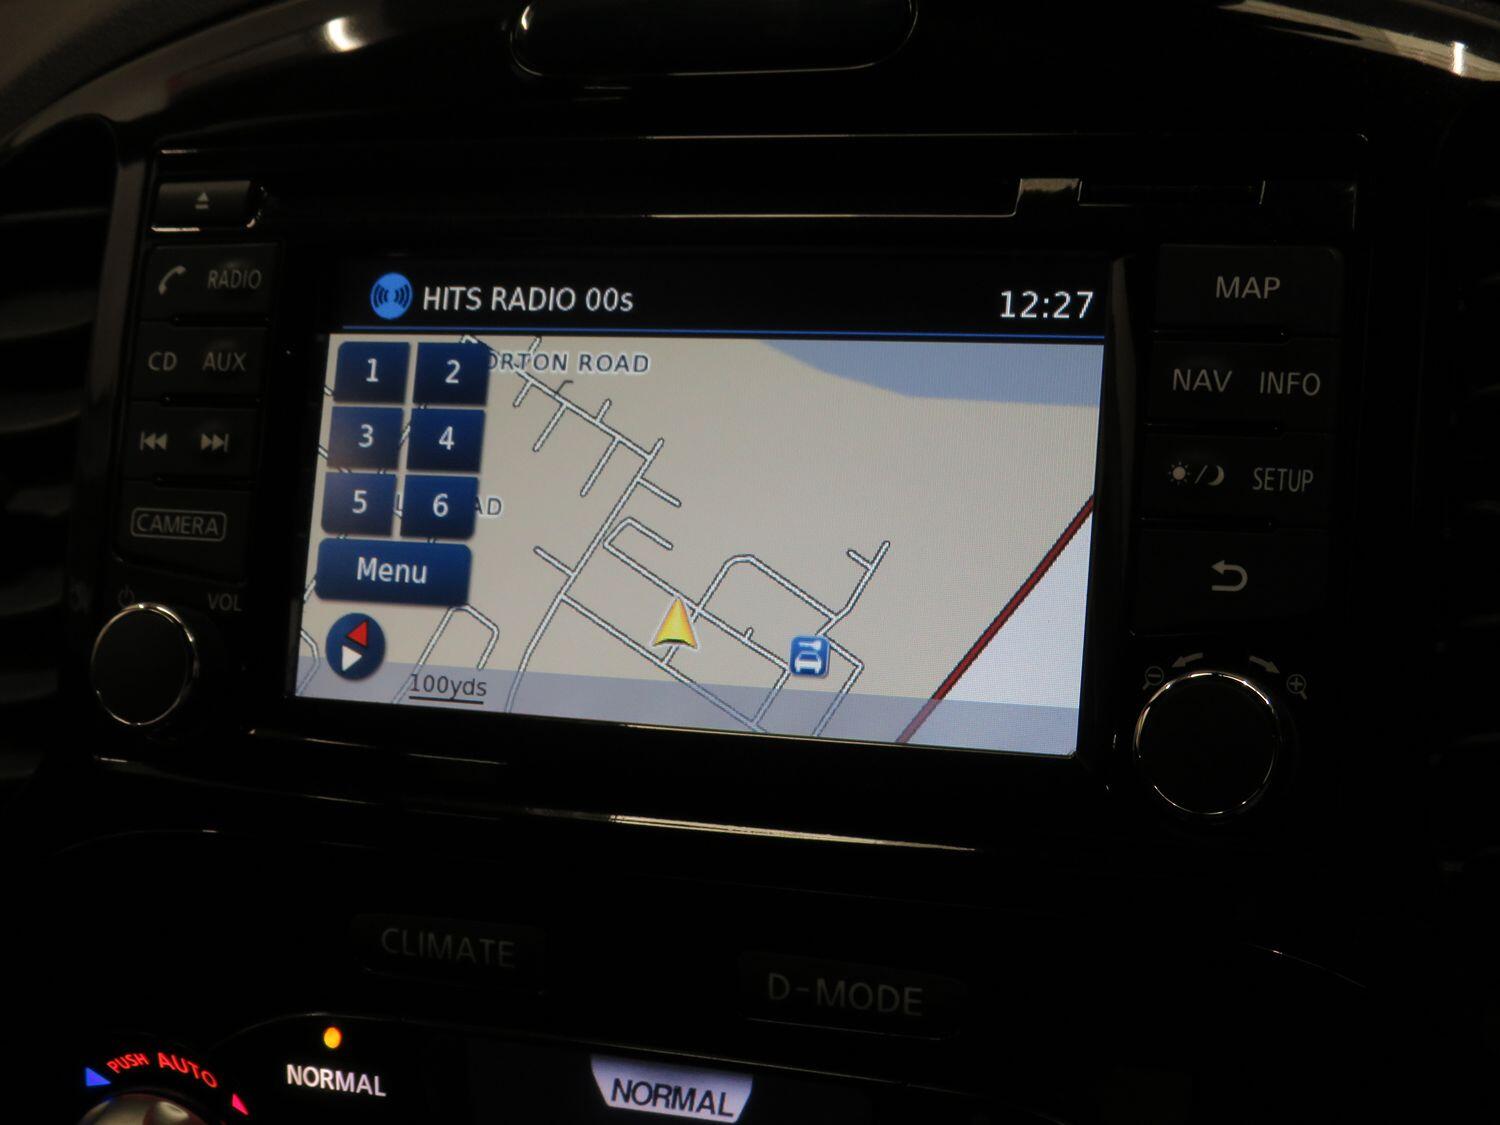 HITS RADIO 00s
12:27
RADIO
CD
AUX
CAMERA
VOL
1
2
3
4
5
6
Menu
ROAD
100yds
MAP
NAV
INFO
SETUP
CLIMATE
D-MODE
PUSH AUTO
NORMAL
NORMAL